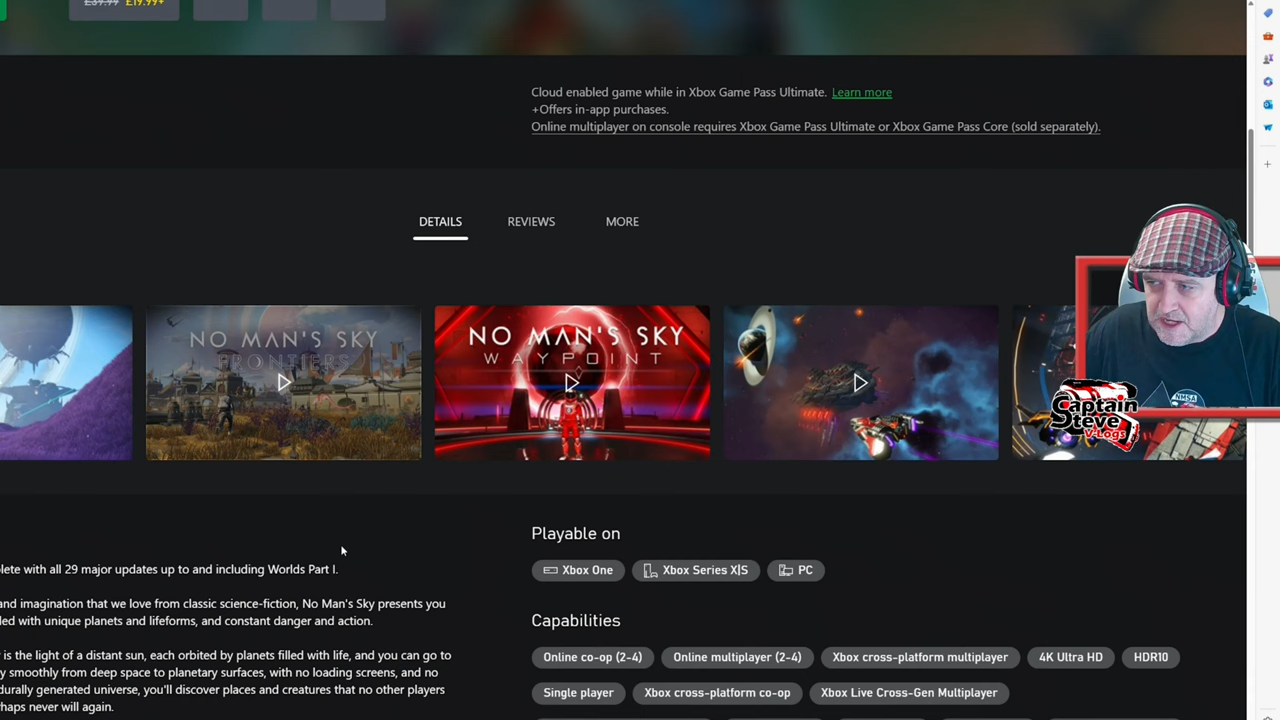 £39.99 £19.99+
Cloud enabled game while in Xbox Game Pass Ultimate. Learn more
+Offers in-app purchases.
Online multiplayer on console requires Xbox Game Pass Ultimate or Xbox Game Pass Core (sold separately).
DETAILS REVIEWS MORE
NO MAN'S SKY
FRONTIERS
NO MAN'S SKY
WAYPOINT
NMSA
Captain
Steve
V-Logs
Playable on
Xbox One Xbox Series X|S PC
lete with all 29 major updates up to and including Worlds Part I.
and imagination that we love from classic science-fiction, No Man's Sky presents you
led with unique planets and lifeforms, and constant danger and action.
Capabilities
Online co-op (2-4) Online multiplayer (2-4) Xbox cross-platform multiplayer 4K Ultra HD HDR10
Single player Xbox cross-platform co-op Xbox Live Cross-Gen Multiplayer
r is the light of a distant sun, each orbited by planets filled with life, and you can go to
y smoothly from deep space to planetary surfaces, with no loading screens, and no
durally generated universe, you'll discover places and creatures that no other players
rhaps never will again.